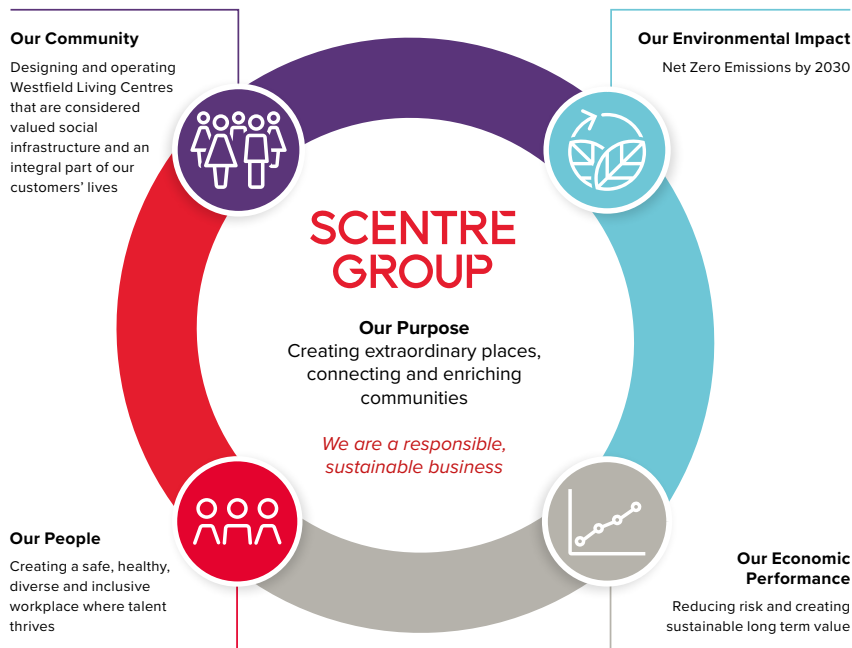 Our Community
Designing and operating
Westfield Living Centres
that are considered
valued social
infrastructure and an
integral part of our
customers’ lives
Our Environmental Impact
Net Zero Emissions by 2030
SCENTRE
GROUP
Our Purpose
Creating extraordinary places,
connecting and enriching
communities
We are a responsible,
sustainable business
Our People
Creating a safe, healthy,
diverse and inclusive
workplace where talent
thrives
Our Economic
Performance
Reducing risk and creating
sustainable long term value